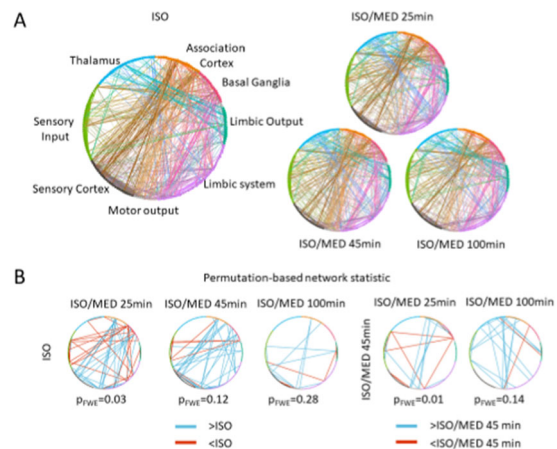 A
ISO
ISO/MED 25min
Thalamus
Association
Cortex
Basal Ganglia
Sensory
Input
Limbic Output
Sensory Cortex
Limbic system
Motor output
ISO/MED 45min
ISO/MED 100min
B
Permutation-based network statistic
ISO/MED 25min ISO/MED 45min ISO/MED 100min
ISO/MED 25min ISO/MED 100min
ISO
ISO/MED 45min
pFWE=0.03 pFWE=0.12 pFWE=0.28
pFWE=0.01 pFWE=0.14
>ISO
<ISO
>ISO/MED 45 min
<ISO/MED 45 min